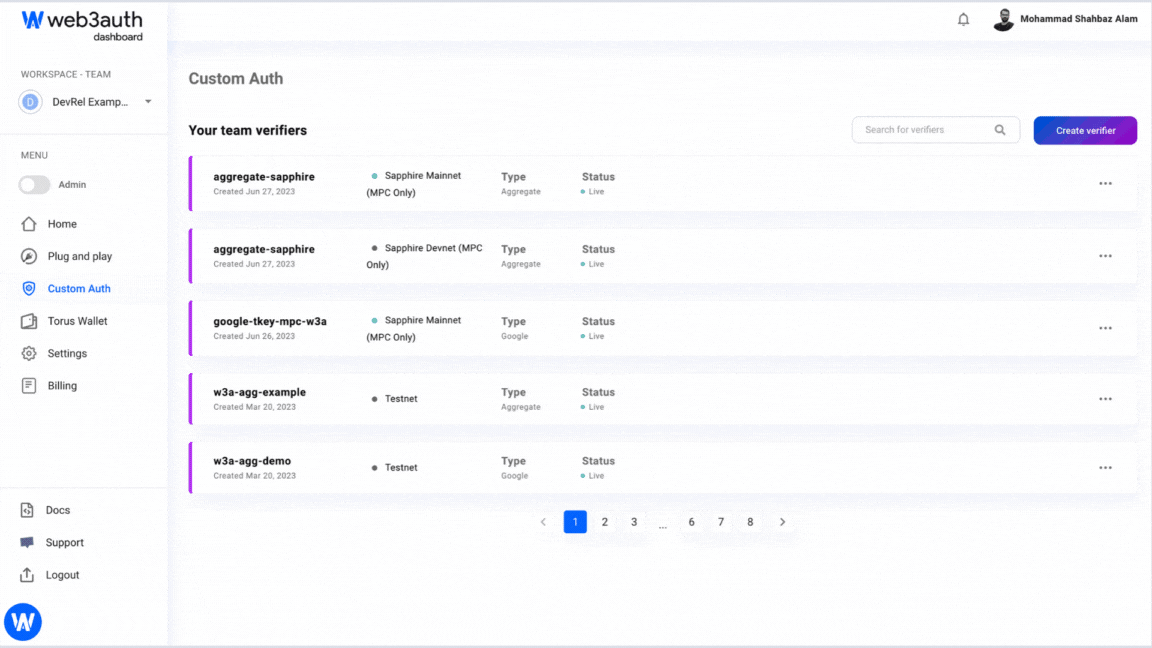 web3auth
dashboard
Mohammad Shahbaz Alam
WORKSPACE - TEAM
D DevRel Examp...
MENU
Admin
Home
Plug and play
Custom Auth
Torus Wallet
Settings
Billing
Docs
Support
Logout
Custom Auth
Your team verifiers
Search for verifiers
Create verifier
aggregate-sapphire
Created Jun 27, 2023
Sapphire Mainnet
(MPC Only)
Type
Aggregate
Status
Live
aggregate-sapphire
Created Jun 27, 2023
Sapphire Devnet (MPC
Only)
Type
Aggregate
Status
Live
google-tkey-mpc-w3a
Created Jun 26, 2023
Sapphire Mainnet
(MPC Only)
Type
Google
Status
Live
w3a-agg-example
Created Mar 20, 2023
Testnet
Type
Aggregate
Status
Live
w3a-agg-demo
Created Mar 20, 2023
Testnet
Type
Google
Status
Live
1 2 3 ... 6 7 8